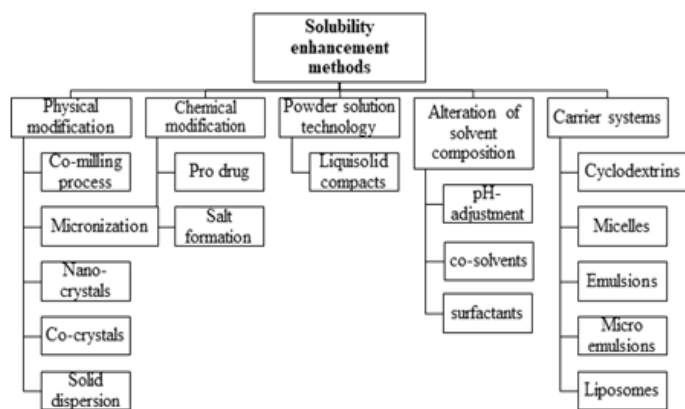 Solubility
enhancement
methods
Physical
modification
Chemical
modification
Powder solution
technology
Alteration of
solvent
composition
Carrier systems
Co-milling
process
Micronization
Nano-
crystals
Co-crystals
Solid
dispersion
Pro drug
Salt
formation
Liquisolid
compacts
pH-
adjustment
co-solvents
surfactants
Cyclodextrins
Micelles
Emulsions
Micro
emulsions
Liposomes